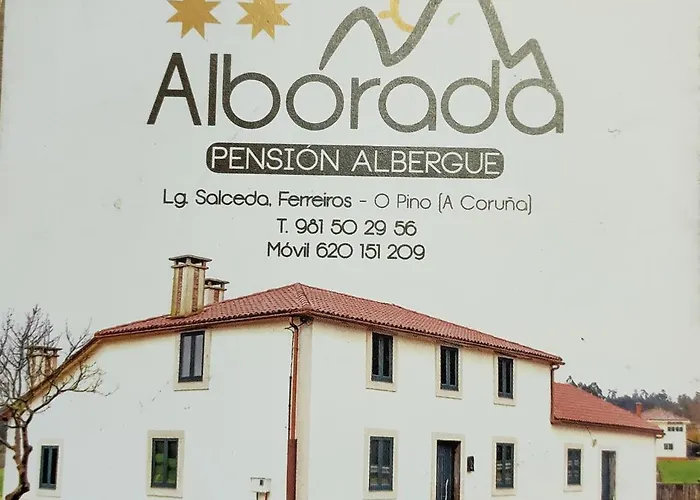 Alborada
PENSIÓN ALBERGUE
Lg. Salceda, Ferreiros - O Pino (A Coruña)
T. 981 50 29 56
Móvil 620 151 209